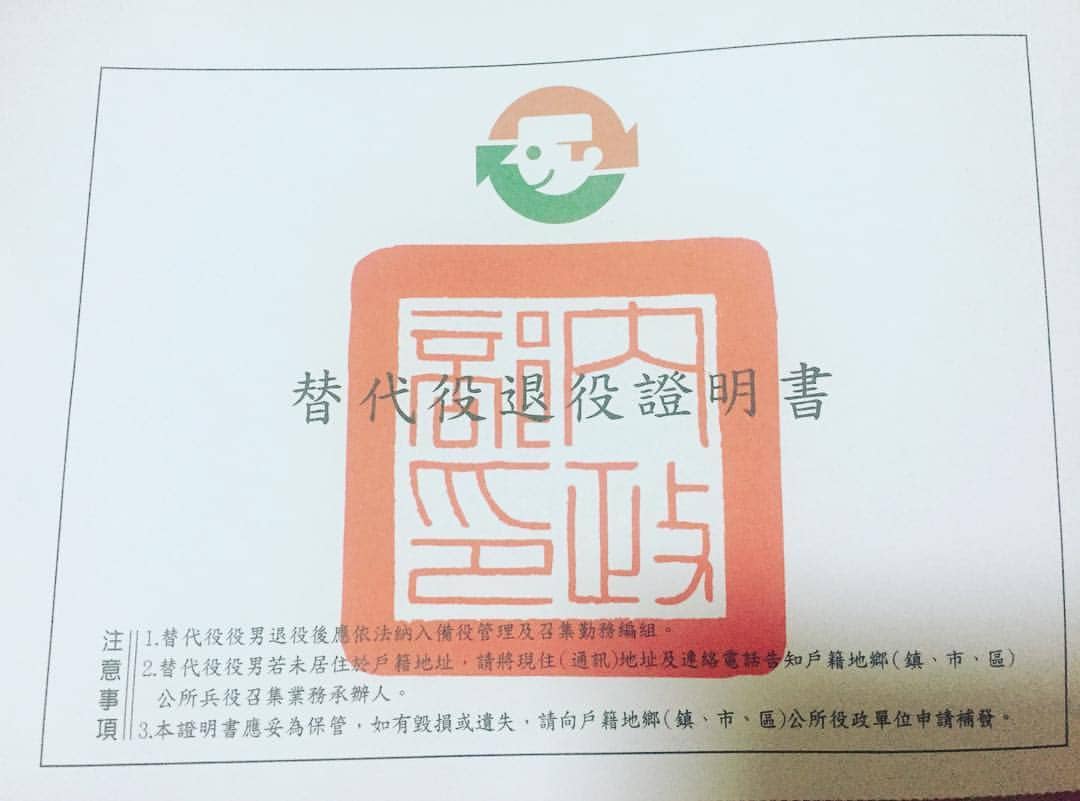 內政部印
替代役退役證明書
注意事項
1.替代役役男退役後應依法納入備役管理及召集勤務編組。
2.替代役役男若未居住於戶籍地址，請將現住(通訊)地址及連絡電話告知戶籍地鄉(鎮、市、區)
公所兵役召集業務承辦人。
3.本證明書應妥為保管，如有毀損或遺失，請向戶籍地鄉(鎮、市、區)公所役政單位申請補發。